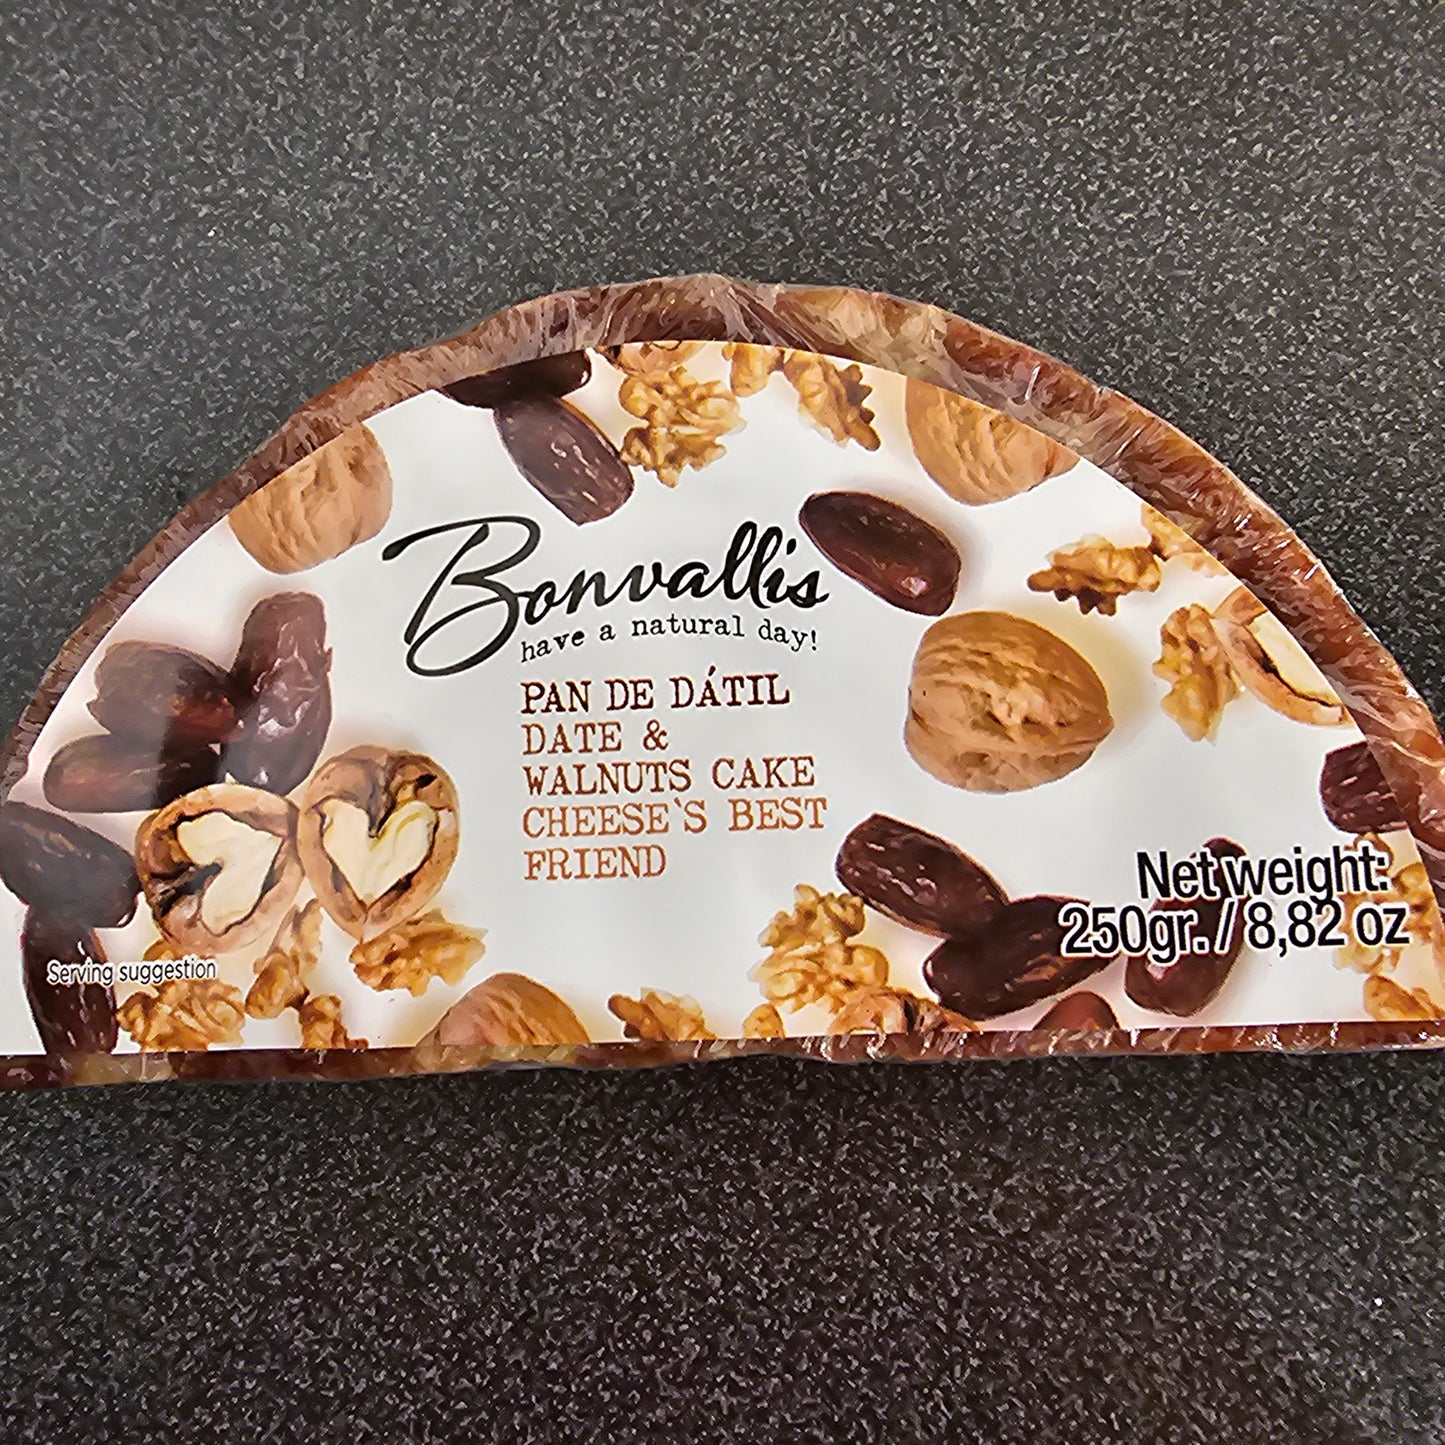 Bonvallis
have a natural day!
PAN DE DÁTIL
DATE &
WALNUTS CAKE
CHEESE`S BEST
FRIEND
Net weight:
250gr. / 8,82 oz
Serving suggestion